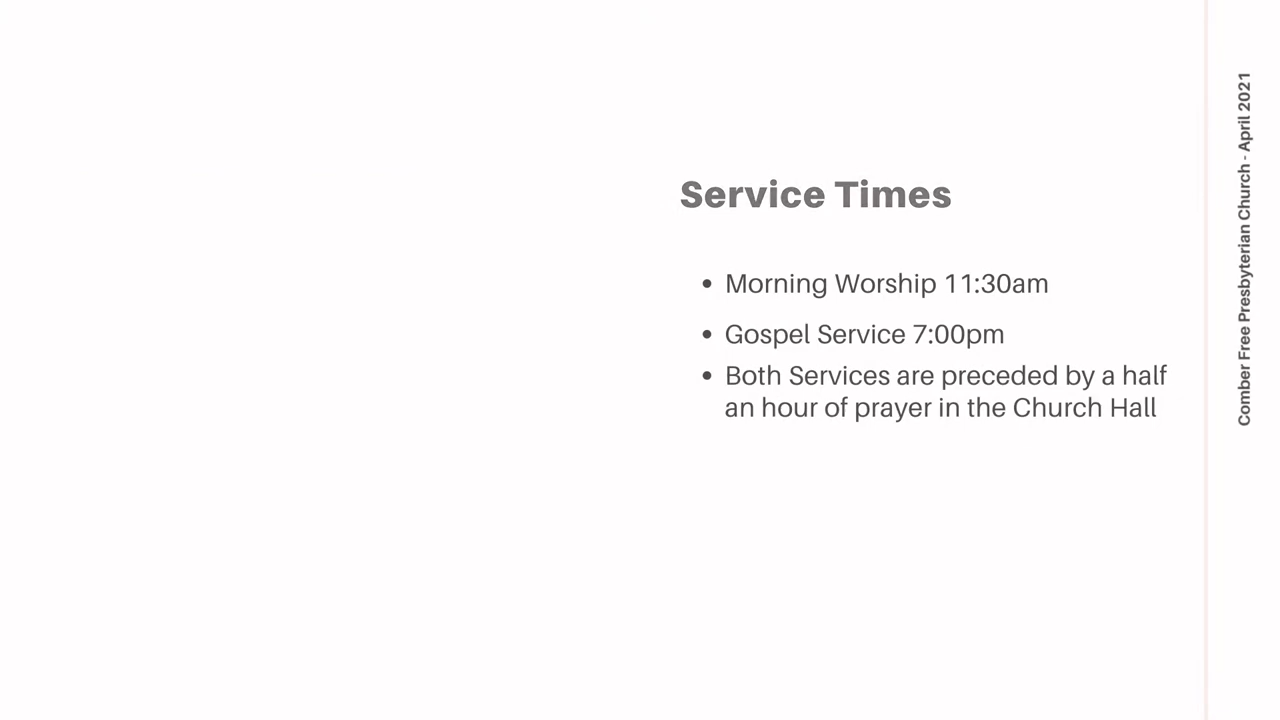 Service Times
• Morning Worship 11:30am
• Gospel Service 7:00pm
• Both Services are preceded by a half
an hour of prayer in the Church Hall
Comber Free Presbyterian Church - April 2021